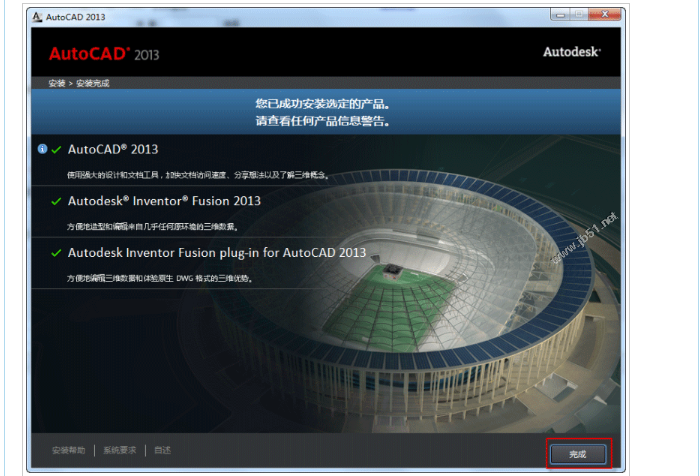 AutoCAD 2013
AutoCAD® 2013
Autodesk®
安装 > 安装完成
您已成功安装选定的产品。
请查看任何产品信息警告。
AutoCAD® 2013
使用强大的设计和文档工具，加快文档访问速度、分享想法以及了解三维概念。
Autodesk® Inventor® Fusion 2013
方便地造型和编辑来自几乎任何原环境的三维数据。
www.jb51.net
Autodesk Inventor Fusion plug-in for AutoCAD 2013
方便地编辑三维数据和体验原生 DWG 格式的三维优势。
安装帮助 | 系统要求 | 自述
完成